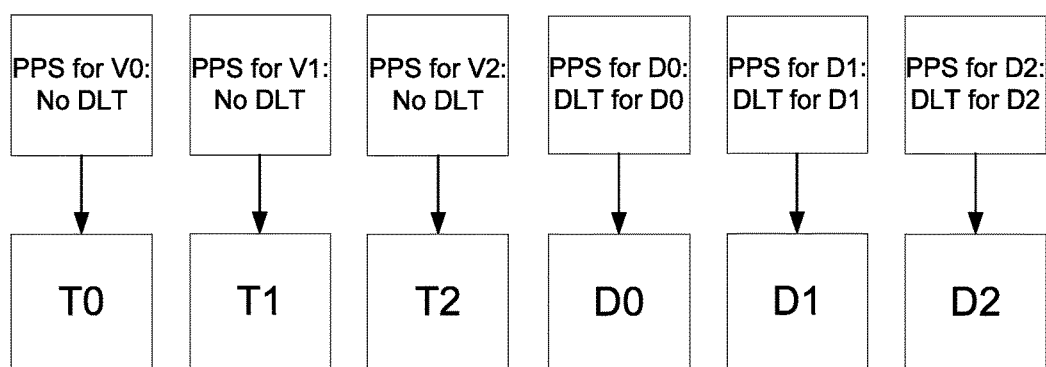 PPS for V0:
No DLT
PPS for V1:
No DLT
PPS for V2:
No DLT
PPS for D0:
DLT for D0
PPS for D1:
DLT for D1
PPS for D2:
DLT for D2
T0
T1
T2
D0
D1
D2